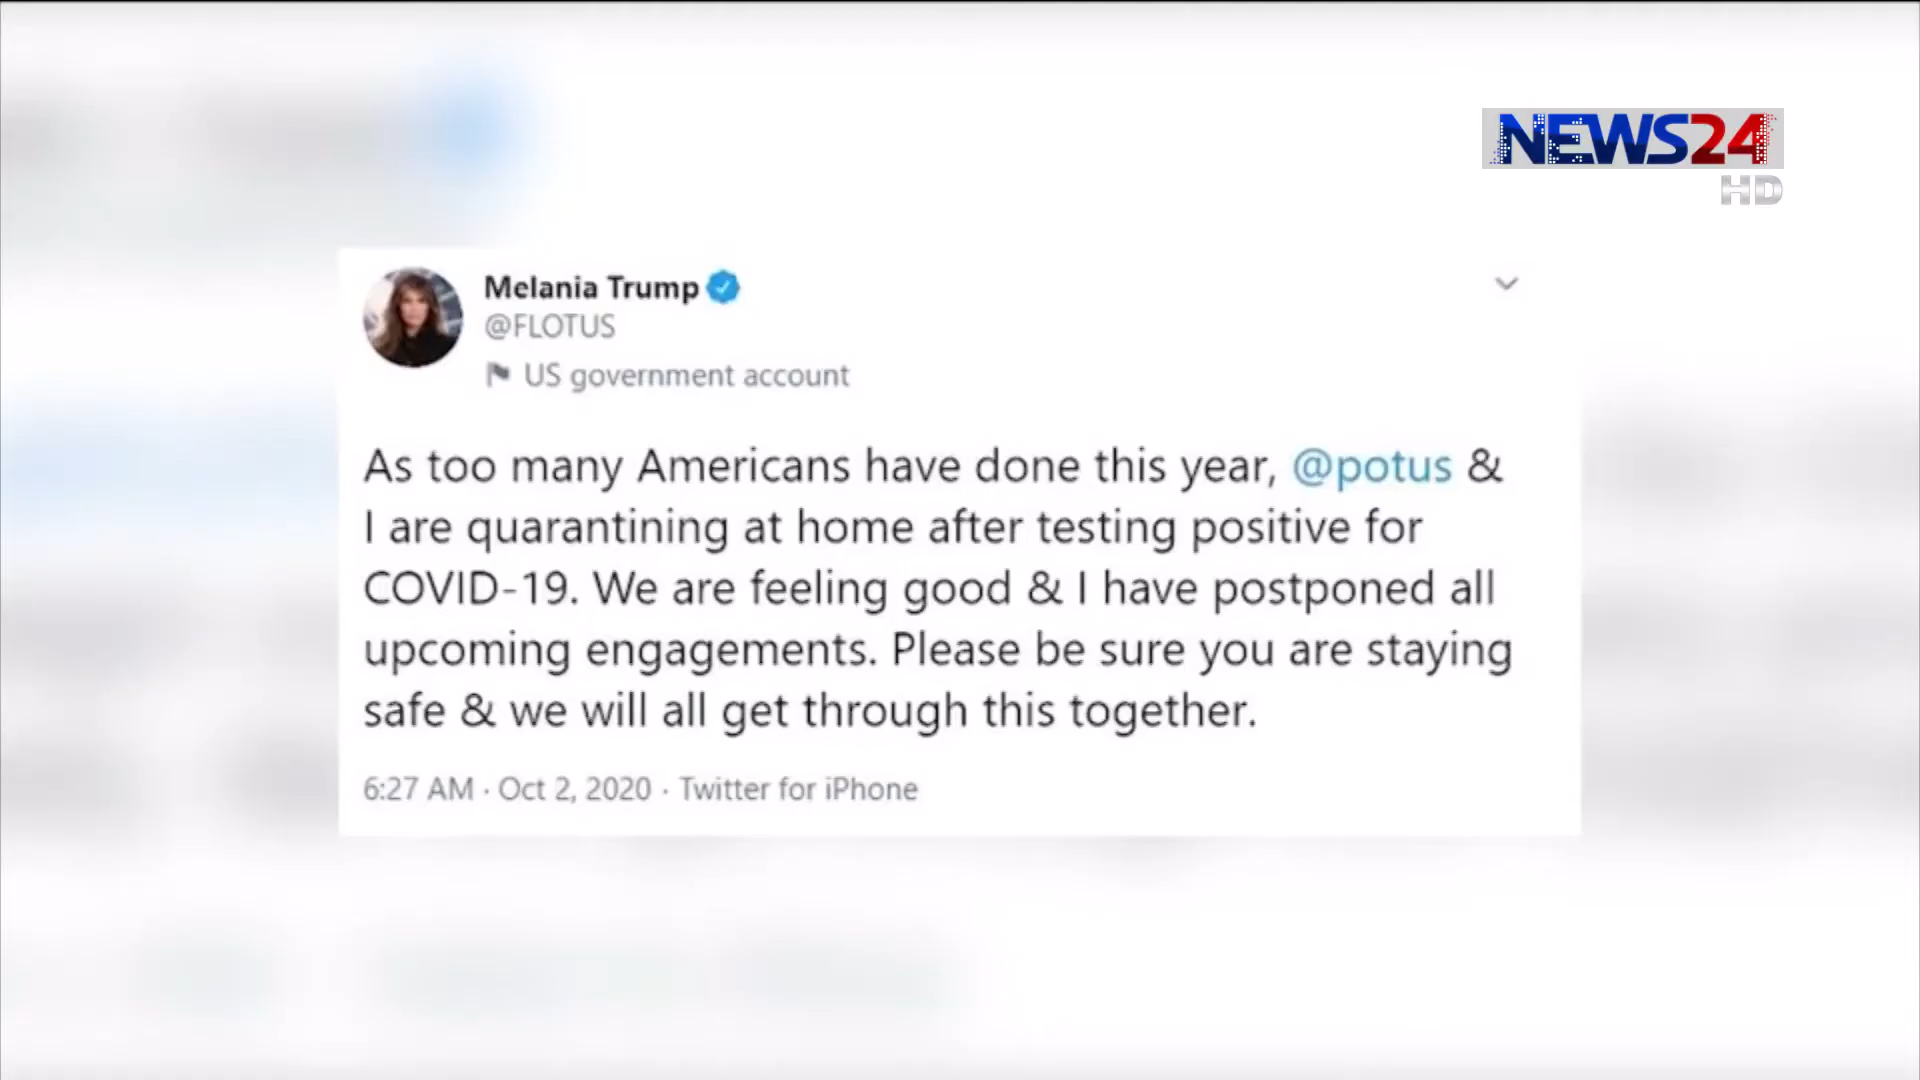 NEWS24
HD
Melania Trump
@FLOTUS
US government account
As too many Americans have done this year, @potus &
I are quarantining at home after testing positive for
COVID-19. We are feeling good & I have postponed all
upcoming engagements. Please be sure you are staying
safe & we will all get through this together.
6:27 AM · Oct 2, 2020 · Twitter for iPhone